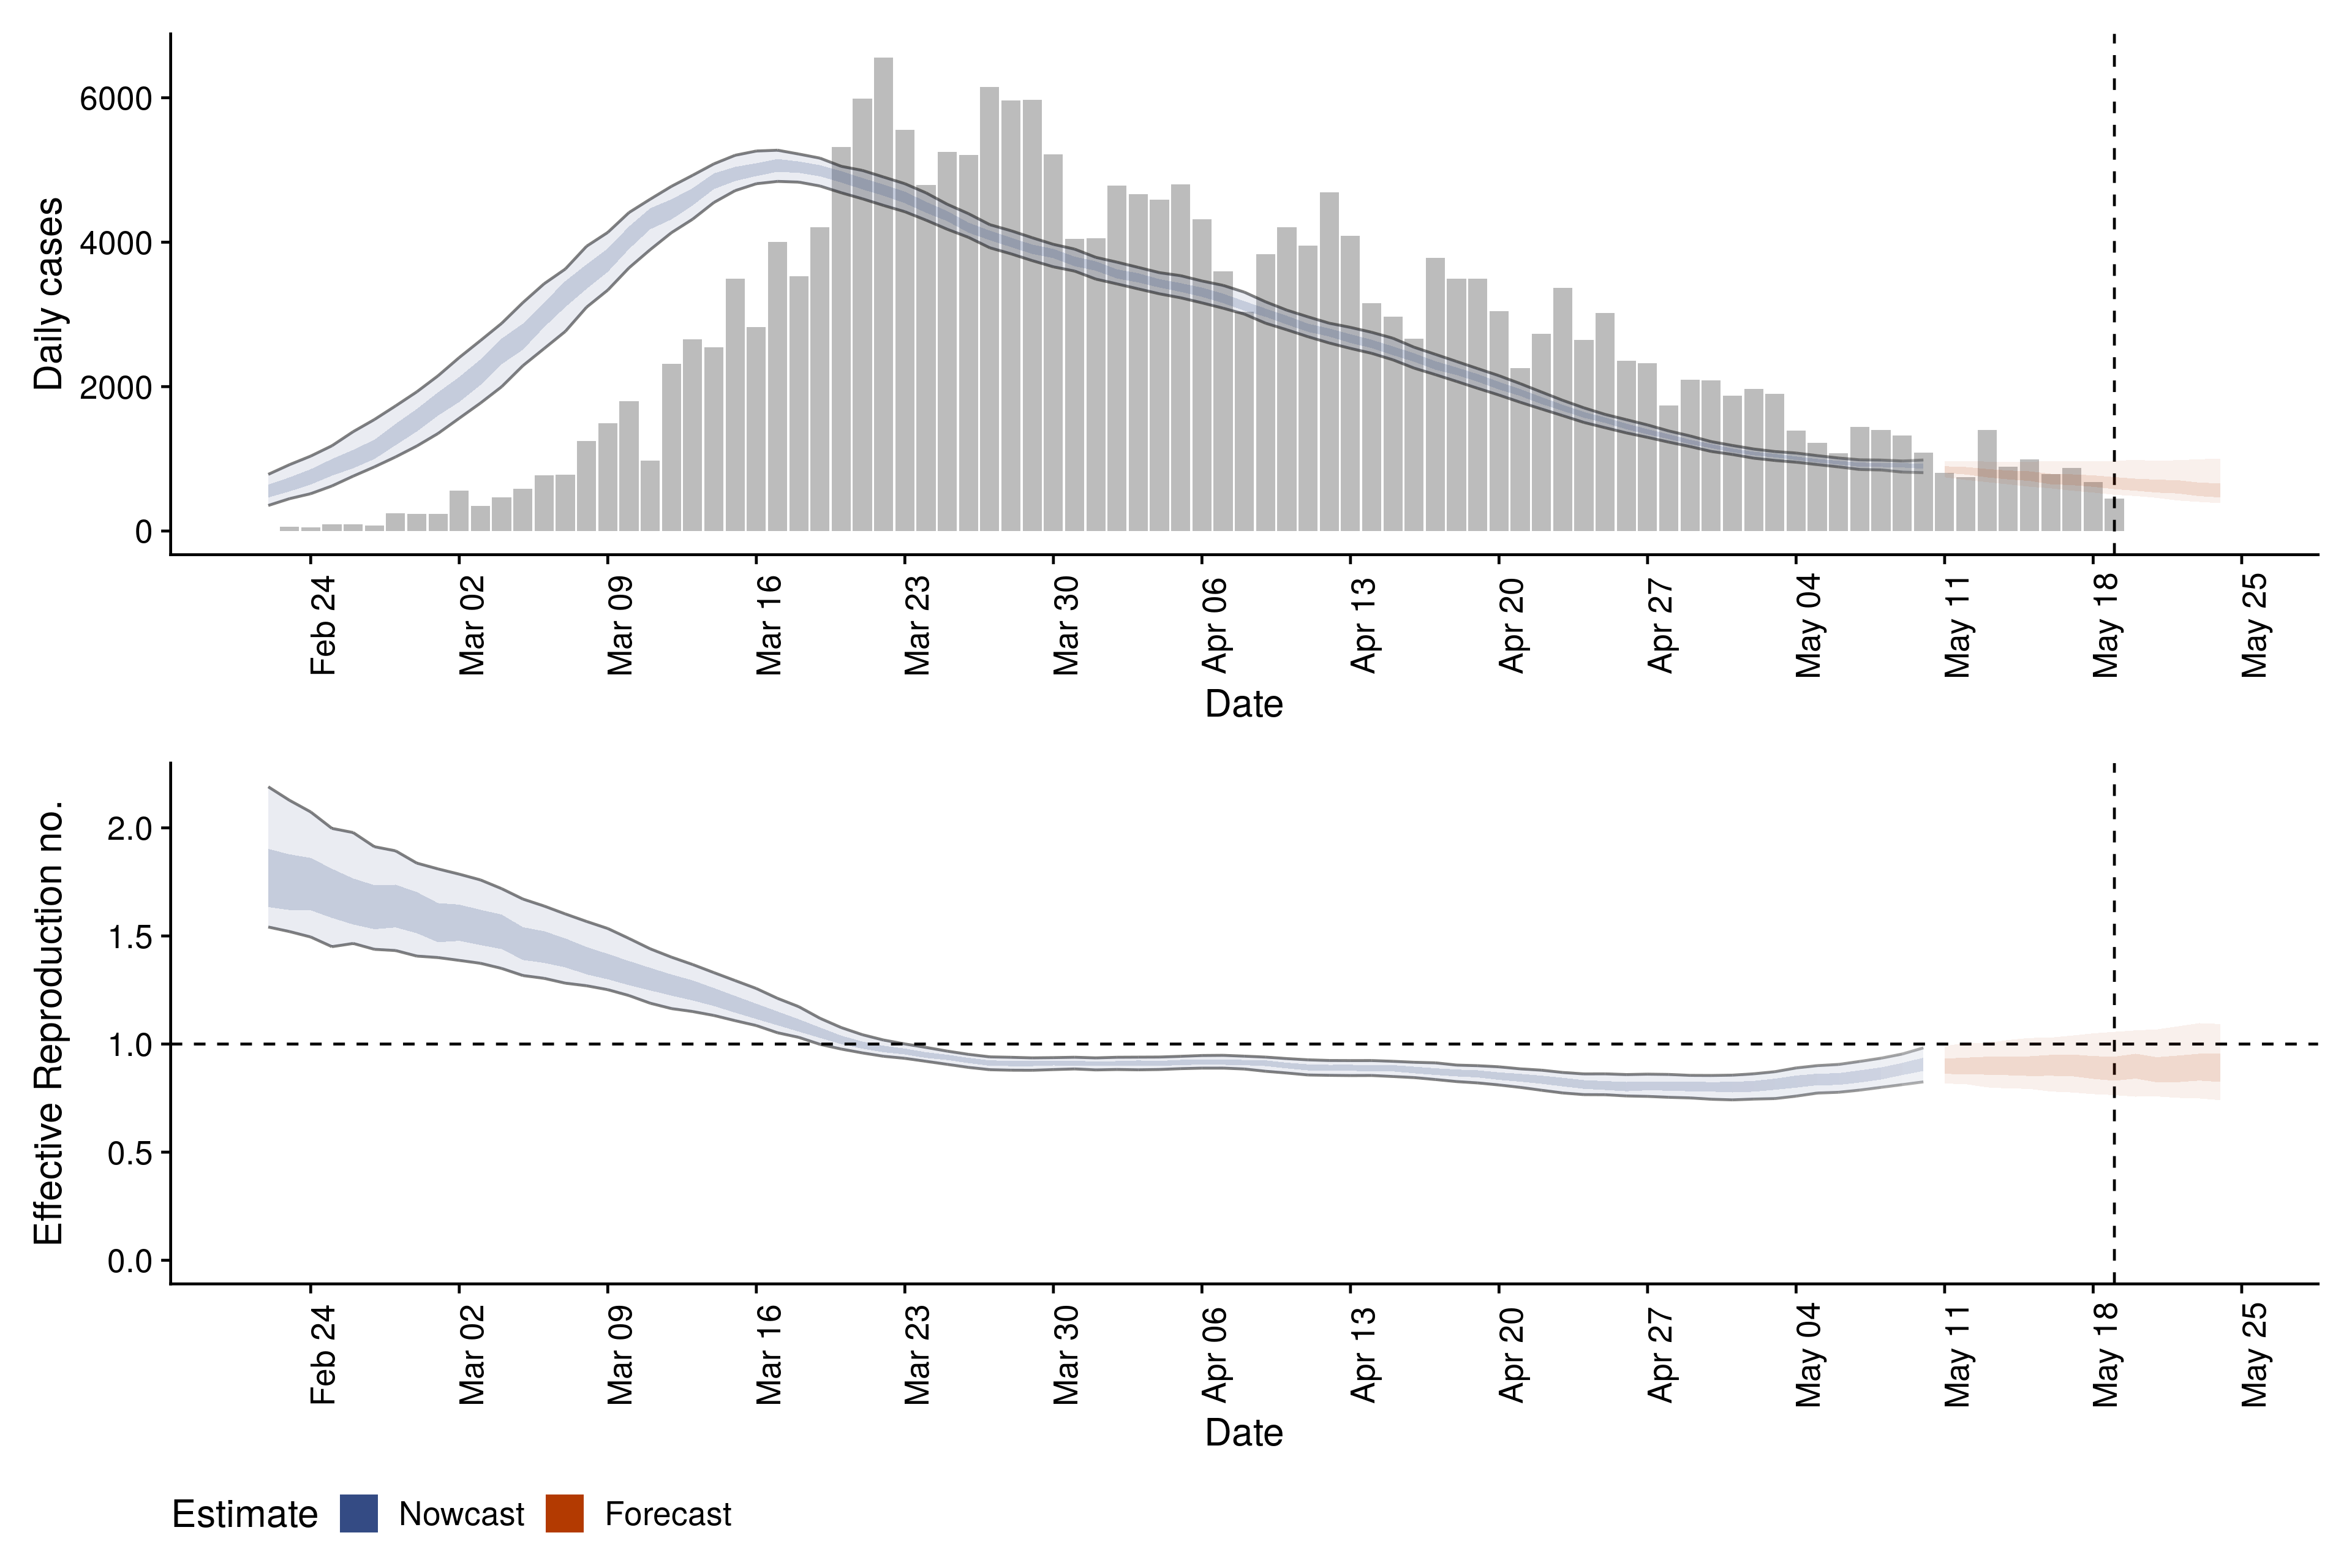 Daily cases
6000
4000
2000
0
Feb 24
Mar 02
Mar 09
Mar 16
Mar 23
Mar 30
Apr 06
Apr 13
Apr 20
Apr 27
May 04
May 11
May 18
May 25
Date
Effective Reproduction no.
2.0
1.5
1.0
0.5
0.0
Feb 24
Mar 02
Mar 09
Mar 16
Mar 23
Mar 30
Apr 06
Apr 13
Apr 20
Apr 27
May 04
May 11
May 18
May 25
Date
Estimate Nowcast Forecast